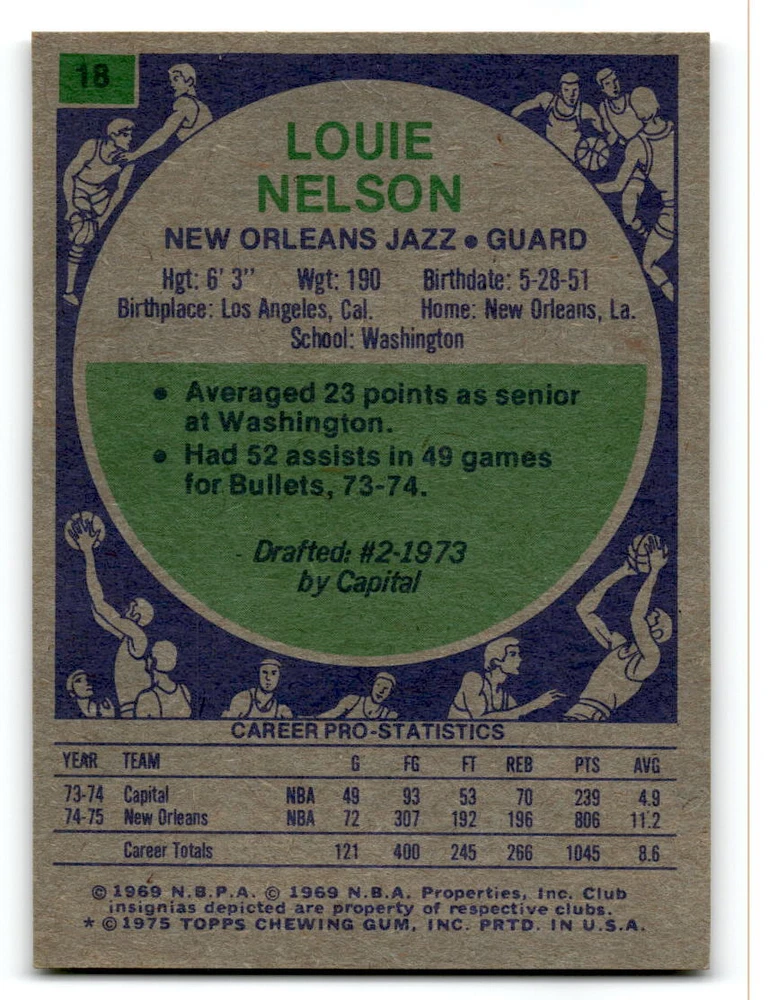 18
LOUIE
NELSON
NEW ORLEANS JAZZ • GUARD
Hgt: 6' 3" Wgt: 190 Birthdate: 5-28-51
Birthplace: Los Angeles, Cal. Home: New Orleans, La.
School: Washington
• Averaged 23 points as senior
at Washington.
• Had 52 assists in 49 games
for Bullets, 73-74.
Drafted: #2-1973
by Capital
CAREER PRO-STATISTICS
YEAR TEAM G FG FT REB PTS AVG
73-74 Capital NBA 49 93 53 70 239 4.9
74-75 New Orleans NBA 72 307 192 196 806 11.2
Career Totals 121 400 245 266 1045 8.6
© 1969 N.B.P.A. © 1969 N.B.A. Properties, Inc. Club
insignias depicted are property of respective clubs.
* © 1975 TOPPS CHEWING GUM, INC. PRTD. IN U.S.A.